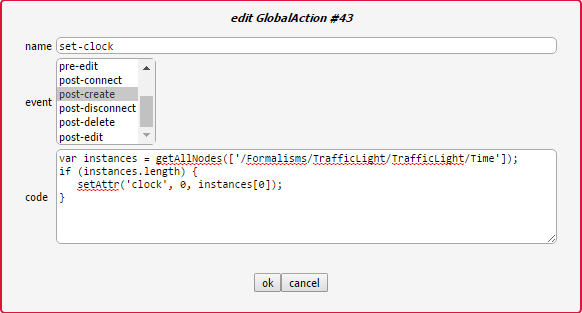 edit GlobalAction #43
name set-clock
event
pre-edit
post-connect
post-create
post-disconnect
post-delete
post-edit
code
var instances = getAllNodes(['/Formalisms/TrafficLight/TrafficLight/Time']);
if (instances.length) {
   setAttr('clock', 0, instances[0]);
}
ok cancel